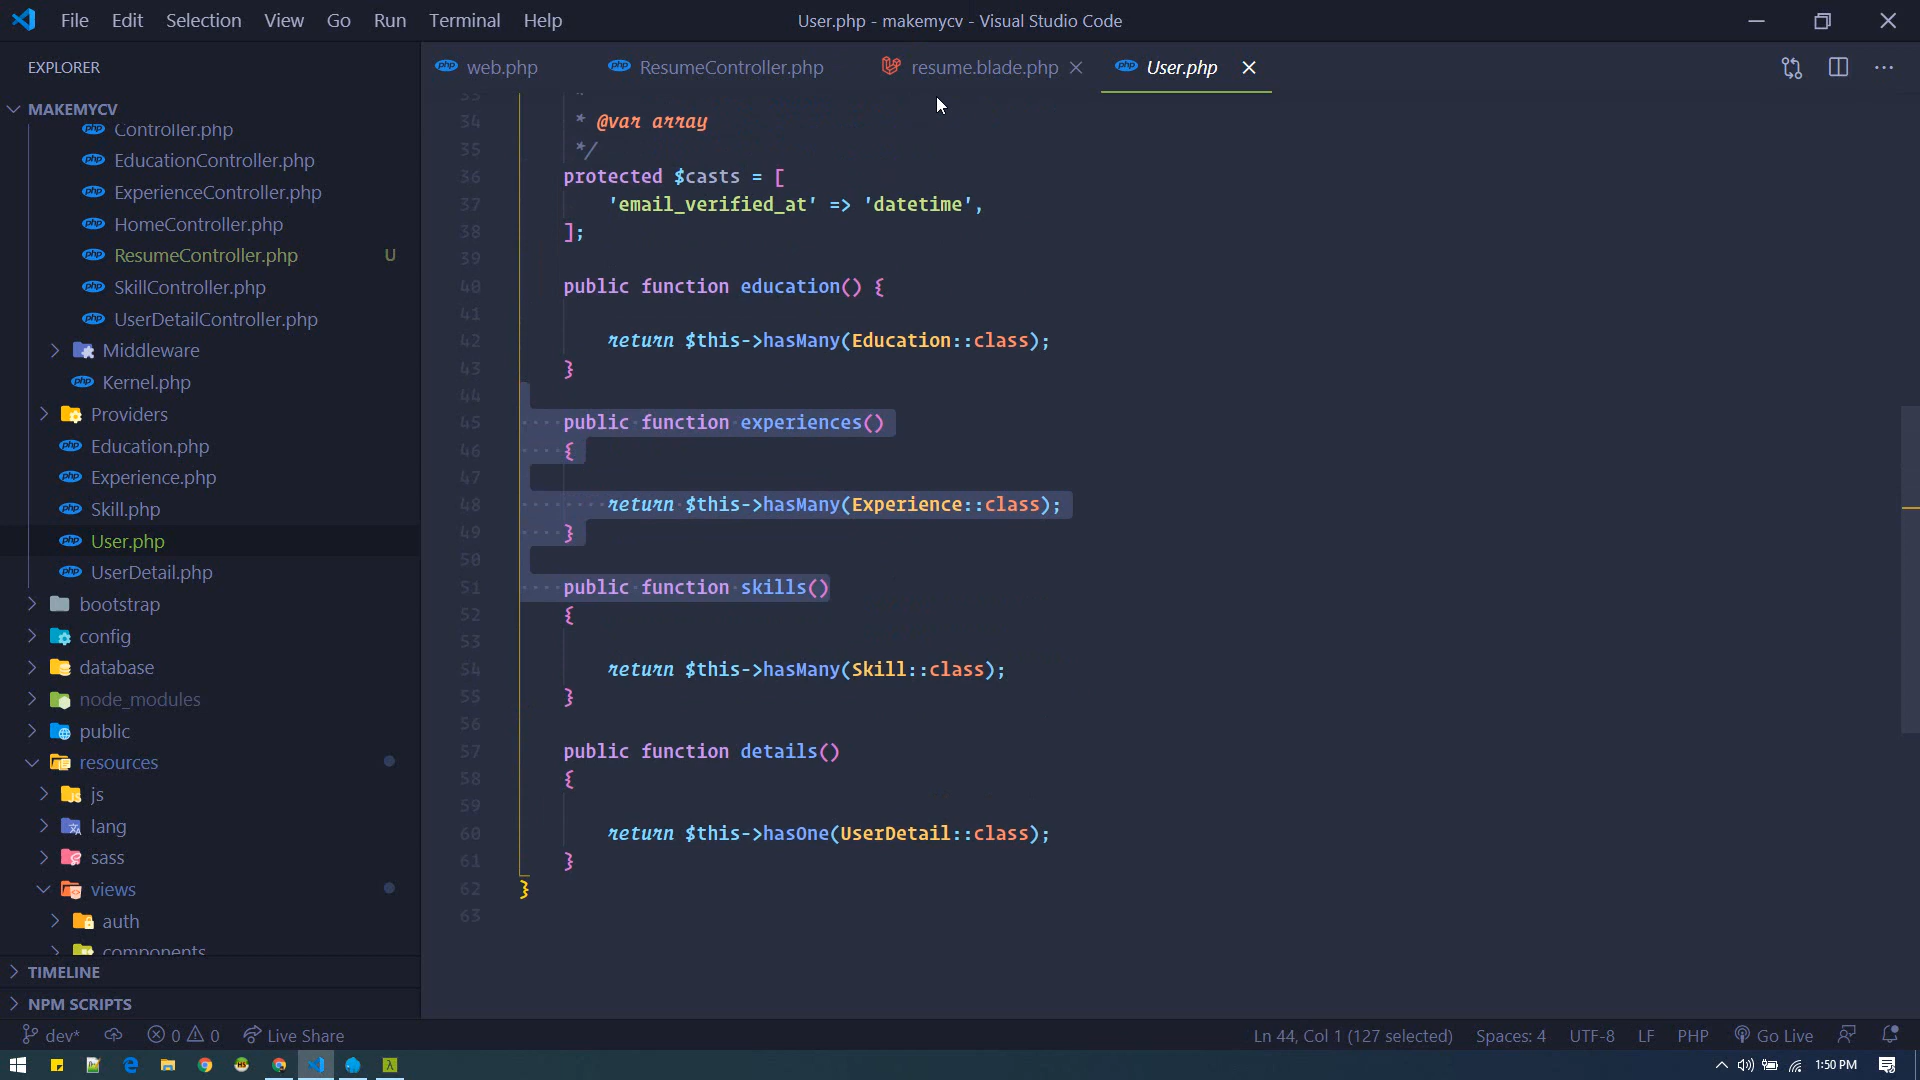 File Edit Selection View Go Run Terminal Help
User.php - makemycv - Visual Studio Code
EXPLORER
MAKEMYCV
Controller.php
EducationController.php
ExperienceController.php
HomeController.php
ResumeController.php U
SkillController.php
UserDetailController.php
Middleware
Kernel.php
Providers
Education.php
Experience.php
Skill.php
User.php
UserDetail.php
bootstrap
config
database
node_modules
public
resources
js
lang
sass
views
auth
components
TIMELINE
NPM SCRIPTS
web.php ResumeController.php resume.blade.php User.php
33 *
34 * @var array
35 */
36 protected $casts = [
37 'email_verified_at' => 'datetime',
38 ];
39
40 public function education() {
41
42 return $this->hasMany(Education::class);
43 }
44
45 public function experiences()
46 {
47
48 return $this->hasMany(Experience::class);
49 }
50
51 public function skills()
52 {
53
54 return $this->hasMany(Skill::class);
55 }
56
57 public function details()
58 {
59
60 return $this->hasOne(UserDetail::class);
61 }
62 }
63
dev* 0 0 Live Share
Ln 44, Col 1 (127 selected) Spaces: 4 UTF-8 LF PHP Go Live
1:50 PM